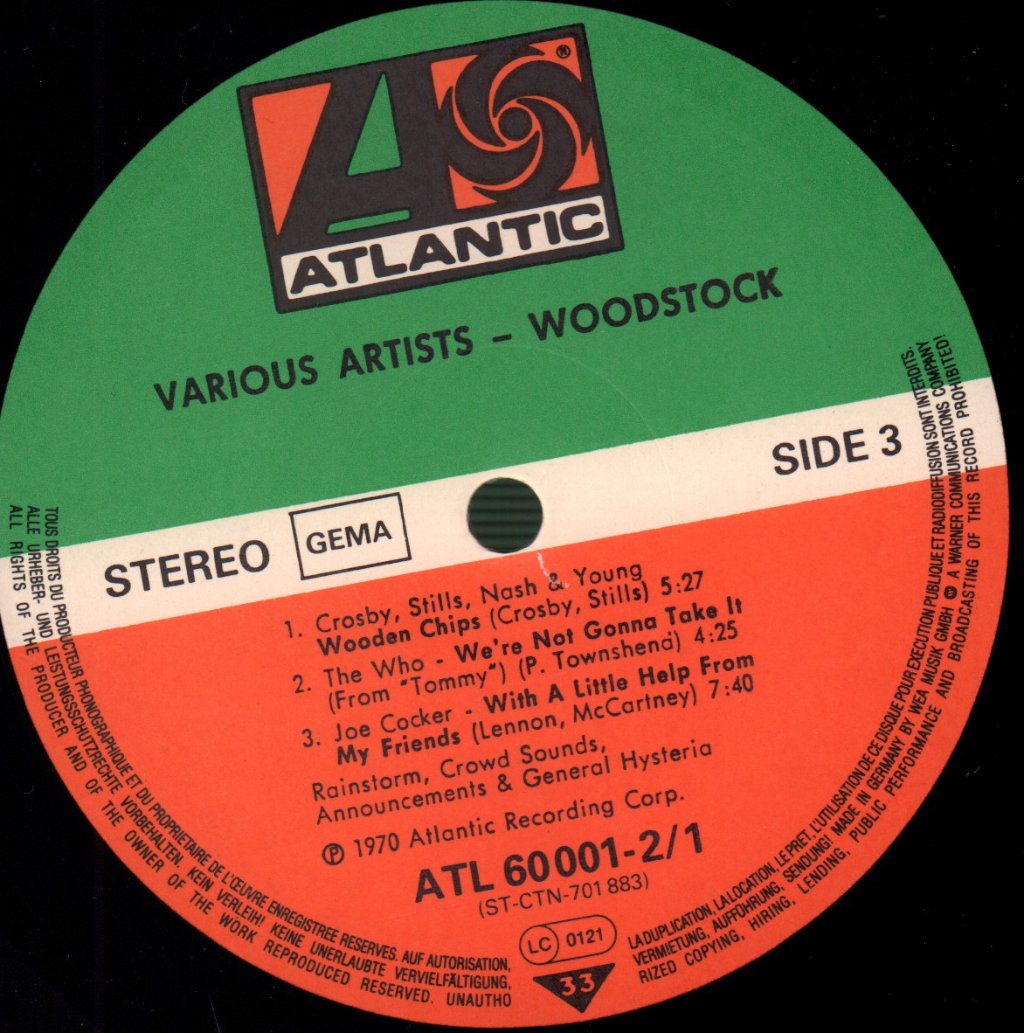 ATLANTIC
®
VARIOUS ARTISTS – WOODSTOCK
SIDE 3
STEREO GEMA
1. Crosby, Stills, Nash & Young
Wooden Chips (Crosby, Stills) 5:27
2. The Who - We're Not Gonna Take It
(From "Tommy") (P. Townshend) 4:25
3. Joe Cocker - With A Little Help From
My Friends (Lennon, McCartney) 7:40
Rainstorm, Crowd Sounds,
Announcements & General Hysteria
℗ 1970 Atlantic Recording Corp.
ATL 60 001-2/1
(ST-CTN-701 883)
LC 0121
33
TOUS DROITS DU PRODUCTEUR PHONOGRAPHIQUE ET DU PROPRIETAIRE DE L'ŒUVRE ENREGISTREE RESERVES. LA DUPLICATION, LA LOCATION, LE PRET, L'UTILISATION DE CE DISQUE POUR EXECUTION PUBLIQUE ET RADIODIFFUSION SONT INTERDITS.
ALLE URHEBER- UND LEISTUNGSSCHUTZRECHTE VORBEHALTEN. KEIN VERLEIH! KEINE UNERLAUBTE VERVIELFÄLTIGUNG, VERMIETUNG, AUFFÜHRUNG, SENDUNG! MADE IN GERMANY BY WEA MUSIK GMBH A WARNER COMMUNICATIONS COMPANY
ALL RIGHTS OF THE PRODUCER AND OF THE OWNER OF THE WORK REPRODUCED RESERVED. UNAUTHORIZED COPYING, HIRING, LENDING, PUBLIC PERFORMANCE AND BROADCASTING OF THIS RECORD PROHIBITED!
AUF AUTORISATION,